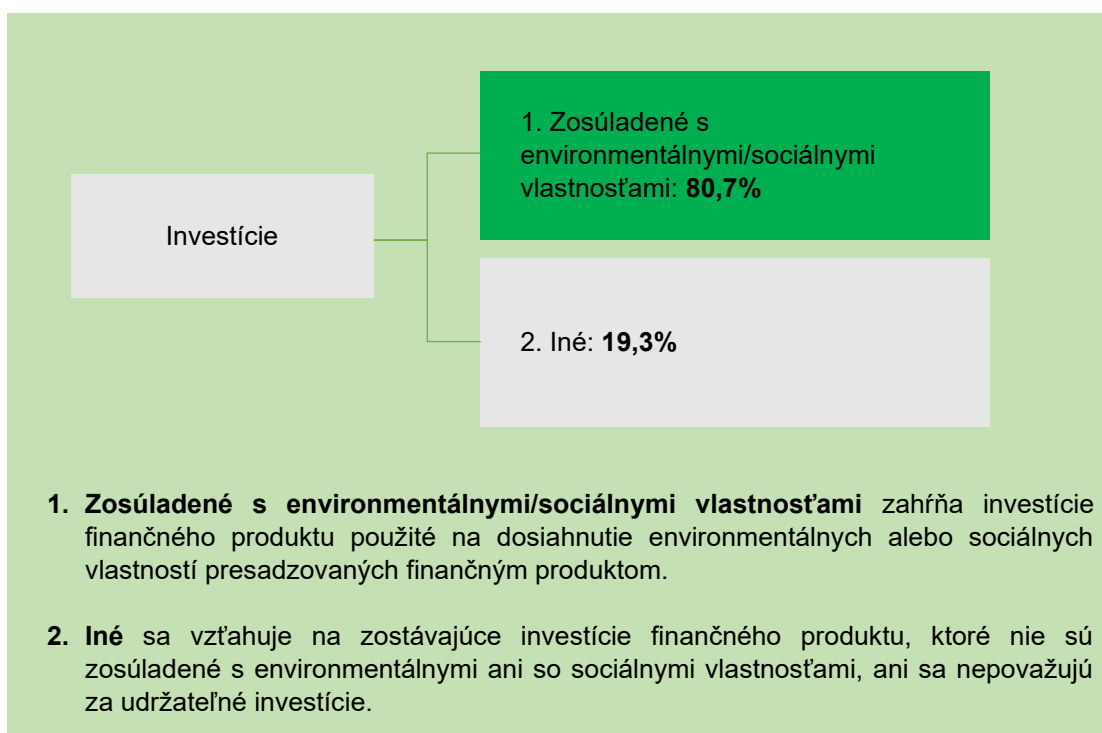 1. Zosúladené s
environmentálnymi/sociálnymi
vlastnosťami: 80,7%
Investície
2. Iné: 19,3%
1. Zosúladené s environmentálnymi/sociálnymi vlastnosťami zahŕňa investície
finančného produktu použité na dosiahnutie environmentálnych alebo sociálnych
vlastností presadzovaných finančným produktom.
2. Iné sa vzťahuje na zostávajúce investície finančného produktu, ktoré nie sú
zosúladené s environmentálnymi ani so sociálnymi vlastnosťami, ani sa nepovažujú
za udržateľné investície.